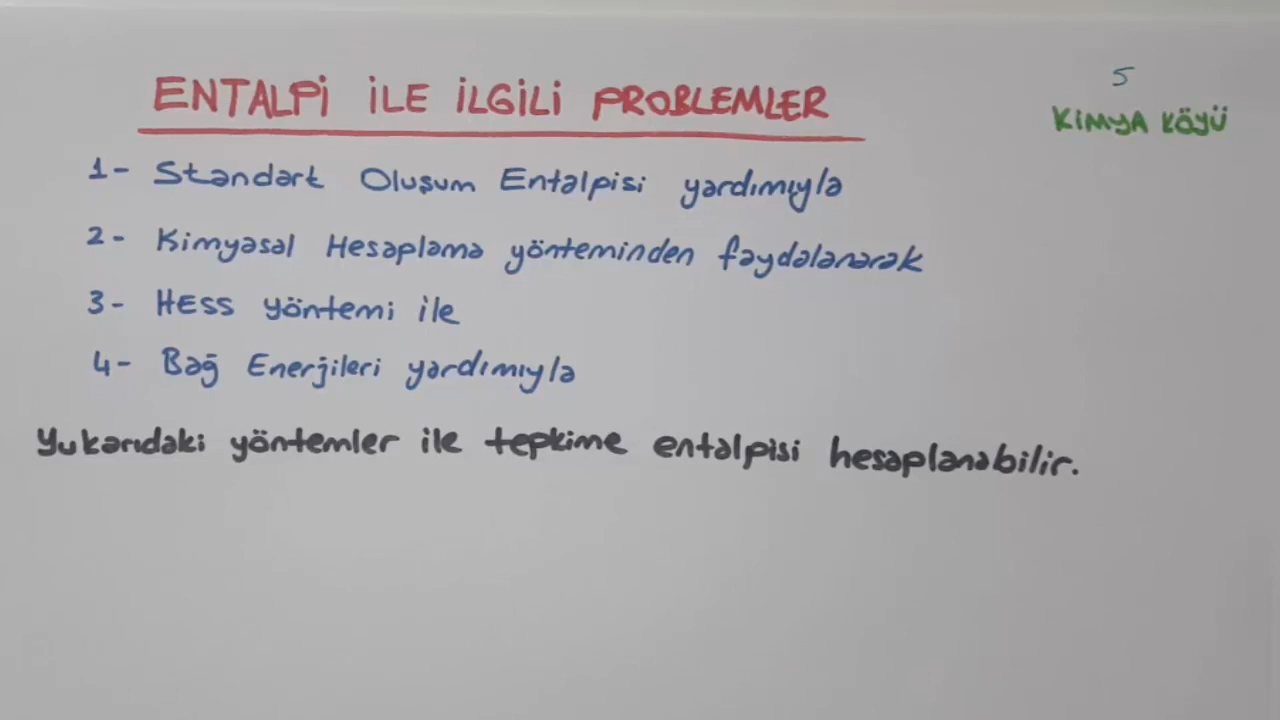 ENTALPİ İLE İLGİLİ PROBLEMLER
5
KİMYA KÖYÜ
1- Standart Oluşum Entalpisi yardımıyla
2- Kimyasal Hesaplama yönteminden faydalanarak
3- HESS yöntemi ile
4- Bağ Enerjileri yardımıyla
Yukarıdaki yöntemler ile tepkime entalpisi hesaplanabilir.